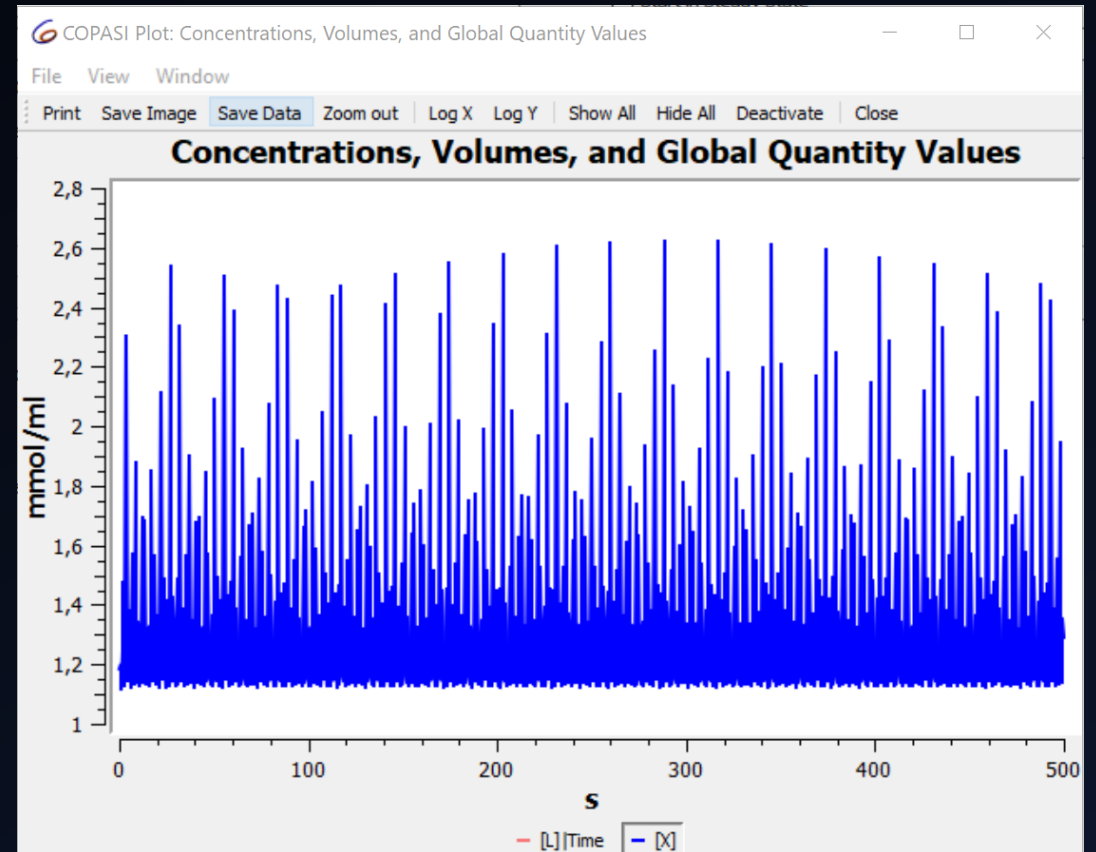 COPASI Plot: Concentrations, Volumes, and Global Quantity Values
File View Window
Print Save Image Save Data Zoom out Log X Log Y Show All Hide All Deactivate Close
Concentrations, Volumes, and Global Quantity Values
2,8
2,6
2,4
2,2
2
1,8
1,6
1,4
1,2
1
mmol/ml
0 100 200 300 400 500
s
[L]|Time [X]